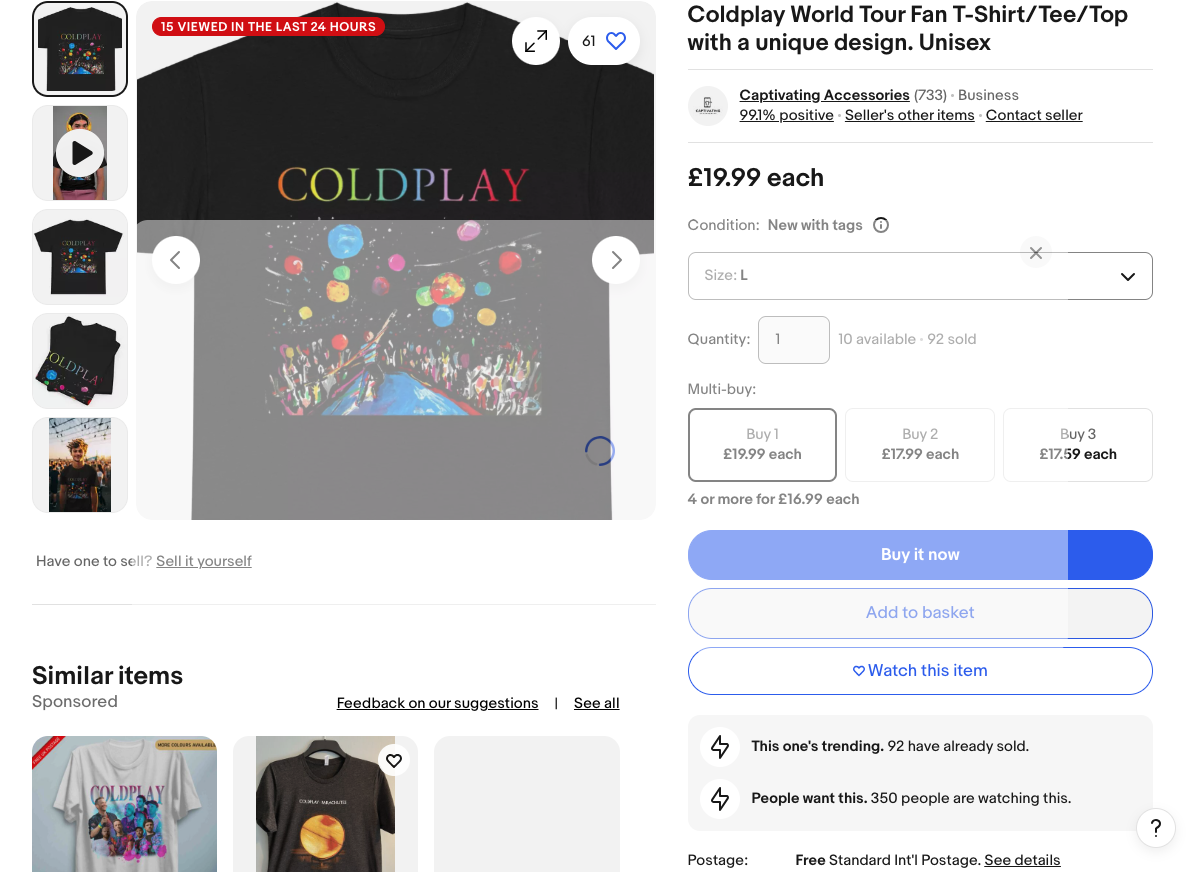 15 VIEWED IN THE LAST 24 HOURS
61
COLDPLAY
Have one to sell? Sell it yourself
Similar items
Sponsored
Feedback on our suggestions | See all
MORE COLOURS AVAILABLE
COLDPLAY
COLDPLAY PARACHUTES
Coldplay World Tour Fan T-Shirt/Tee/Top
with a unique design. Unisex
Captivating Accessories (733) · Business
99.1% positive · Seller's other items · Contact seller
£19.99 each
Condition: New with tags
Size: L
Quantity: 1 10 available · 92 sold
Multi-buy:
Buy 1
£19.99 each
Buy 2
£17.99 each
Buy 3
£17.59 each
4 or more for £16.99 each
Buy it now
Add to basket
Watch this item
This one's trending. 92 have already sold.
People want this. 350 people are watching this.
?
Postage: Free Standard Int'l Postage. See details